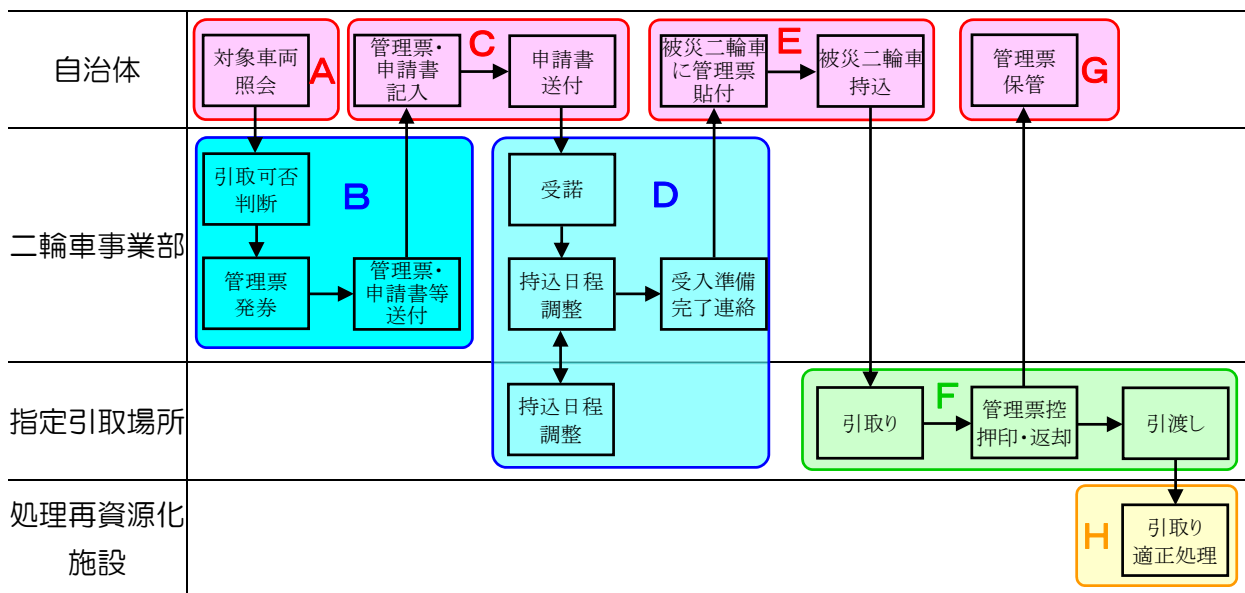 自治体
対象車両
照会
A
管理票・
申請書
記入
C
申請書
送付
被災二輪車
に管理票
貼付
E
被災二輪車
持込
管理票
保管
G
二輪車事業部
引取可否
判断
B
管理票
発券
管理票・
申請書等
送付
受諾
D
持込日程
調整
受入準備
完了連絡
指定引取場所
持込日程
調整
引取り
F
管理票控
押印・返却
引渡し
処理再資源化
施設
H
引取り
適正処理